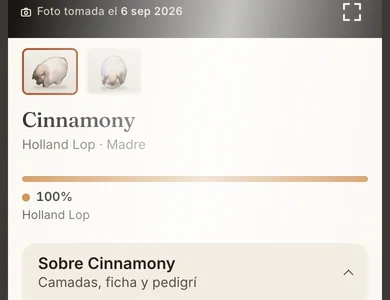 Foto tomada el 6 sep 2026
Cinnamony
Holland Lop · Madre
100%
Holland Lop
Sobre Cinnamony
Camadas, ficha y pedigrí